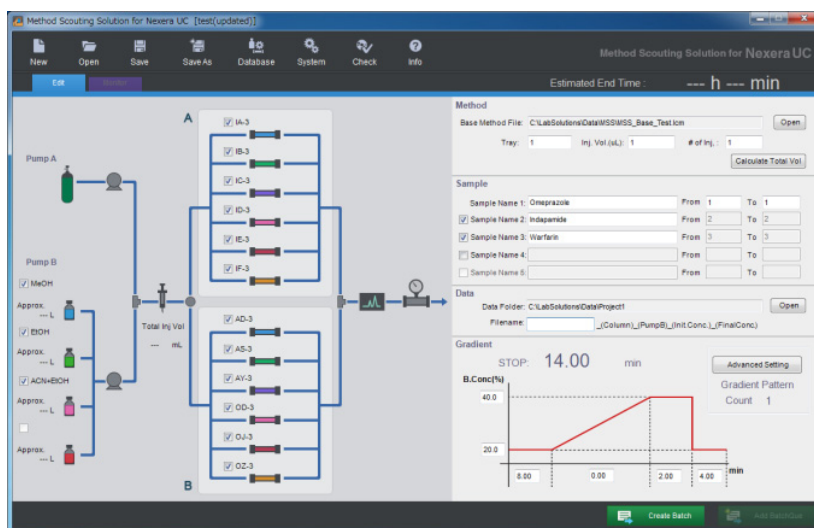 Method Scouting Solution for Nexera UC [test(updated)]
New Open Save Save As Database System Check Info
Method Scouting Solution for Nexera UC
Edit
Estimated End Time : --- h --- min
A
IA-3
IB-3
IC-3
ID-3
IE-3
IF-3
Pump A
Pump B
MeOH
Approx.
--- L
EtOH
Approx.
--- L
ACN+EtOH
Approx.
--- L
Approx.
--- L
Total Inj Vol
--- mL
AD-3
AS-3
AY-3
OD-3
OJ-3
OZ-3
B
Method
Base Method File: C:\LabSolutions\Data\MSS\MSS_Base_Test.lcm Open
Tray: 1 Inj. Vol.(uL): 1 # of Inj. : 1
Calculate Total Vol
Sample
Sample Name 1: Omeprazole From 1 To 1
Sample Name 2: Indapamide From 2 To 2
Sample Name 3: Warfarin From 3 To 3
Sample Name 4: From To
Sample Name 5: From To
Data
Data Folder: C:\LabSolutions\Data\Project1 Open
Filename: _(Column)_(PumpB)_(Init.Conc.)_(FinalConc.)
Gradient
STOP: 14.00 min Advanced Setting
B.Conc(%)
Gradient Pattern
Count 1
40.0
20.0
8.00 0.00 2.00 4.00 min
Create Batch Add BatchQue